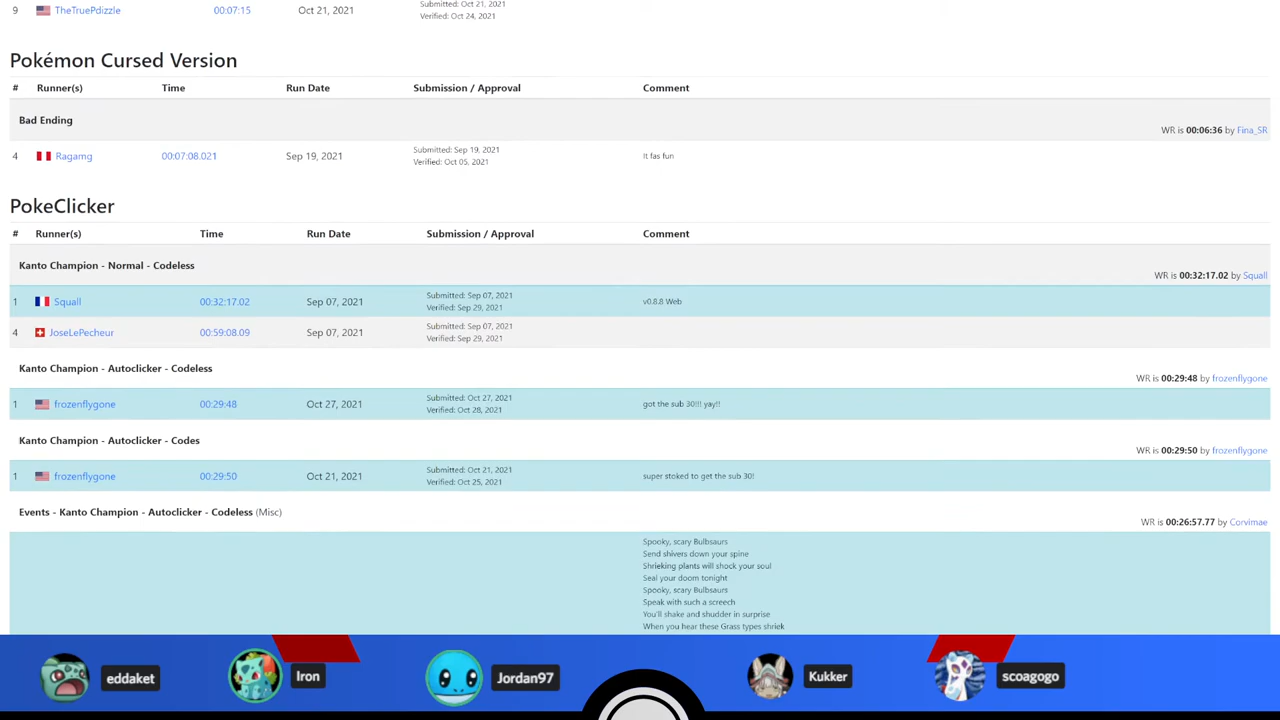 9 TheTruePdizzle 00:07:15 Oct 21, 2021 Submitted: Oct 21, 2021
Verified: Oct 24, 2021
Pokémon Cursed Version
# Runner(s) Time Run Date Submission / Approval Comment
Bad Ending
WR is 00:06:36 by Fina_SR
4 Ragamg 00:07:08.021 Sep 19, 2021 Submitted: Sep 19, 2021 It fas fun
Verified: Oct 05, 2021
PokeClicker
# Runner(s) Time Run Date Submission / Approval Comment
Kanto Champion - Normal - Codeless
WR is 00:32:17.02 by Squall
1 Squall 00:32:17.02 Sep 07, 2021 Submitted: Sep 07, 2021 v0.8.8 Web
Verified: Sep 29, 2021
4 JoseLePecheur 00:59:08.09 Sep 07, 2021 Submitted: Sep 07, 2021
Verified: Sep 29, 2021
Kanto Champion - Autoclicker - Codeless
WR is 00:29:48 by frozenflygone
1 frozenflygone 00:29:48 Oct 27, 2021 Submitted: Oct 27, 2021 got the sub 30!!! yay!!
Verified: Oct 28, 2021
Kanto Champion - Autoclicker - Codes
WR is 00:29:50 by frozenflygone
1 frozenflygone 00:29:50 Oct 21, 2021 Submitted: Oct 21, 2021 super stoked to get the sub 30!
Verified: Oct 25, 2021
Events - Kanto Champion - Autoclicker - Codeless (Misc)
WR is 00:26:57.77 by Corvimae
Spooky, scary Bulbsaurs
Send shivers down your spine
Shrieking plants will shock your soul
Seal your doom tonight
Spooky, scary Bulbsaurs
Speak with such a screech
You'll shake and shudder in surprise
When you hear these Grass types shriek
eddaket Iron Jordan97 Kukker scoagogo